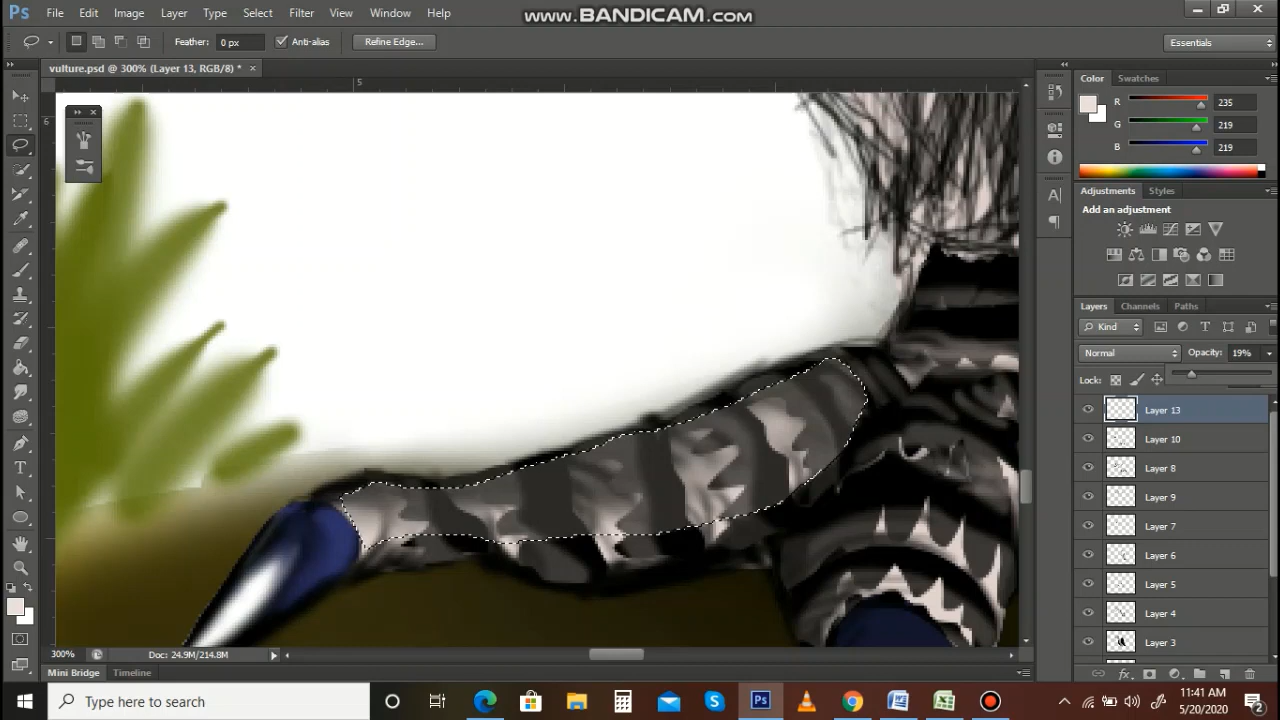 Ps File Edit Image Layer Type Select Filter View Window Help
www.BANDICAM.com
Feather: 0 px Anti-alias Refine Edge... Essentials
vulture.psd @ 300% (Layer 13, RGB/8) *
5
6
Color Swatches
R 235
G 219
B 219
Adjustments Styles
Add an adjustment
Layers Channels Paths
Kind
Normal Opacity: 19%
Lock:
Layer 13
Layer 10
Layer 8
Layer 9
Layer 7
Layer 6
Layer 5
Layer 4
Layer 3
300% Doc: 24.9M/214.8M
Mini Bridge Timeline
Type here to search
11:41 AM
5/20/2020
2